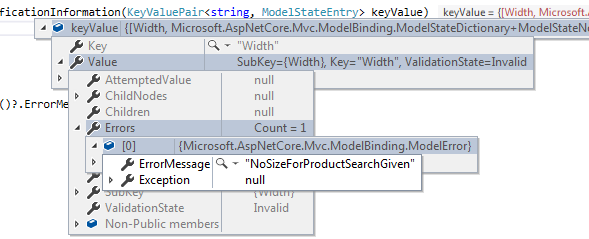 ficationInformation(KeyValuePair<string, ModelStateEntry> keyValue) keyValue = {[Width, Microsoft.
keyValue {[Width, Microsoft.AspNetCore.Mvc.ModelBinding.ModelStateDictionary+ModelStateNo
Key "Width"
Value SubKey={Width}, Key="Width", ValidationState=Invalid
AttemptedValue null
ChildNodes null
Children null
()?.ErrorMe
Errors Count = 1
[0] {Microsoft.AspNetCore.Mvc.ModelBinding.ModelError}
ErrorMessage "NoSizeForProductSearchGiven"
Exception null
SubKey {Width}
ValidationState Invalid
Non-Public members